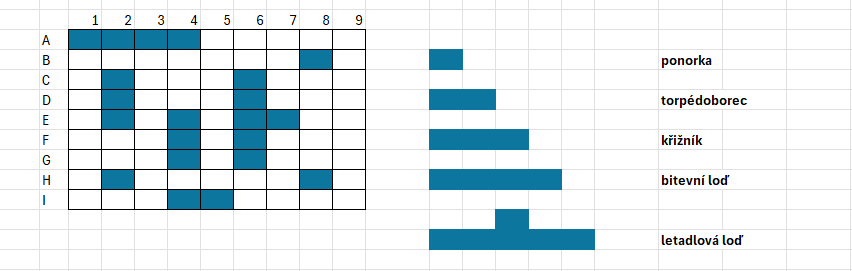 1 2 3 4 5 6 7 8 9
A
B ponorka
C
D torpédoborec
E
F křižník
G
H bitevní loď
I
letadlová loď